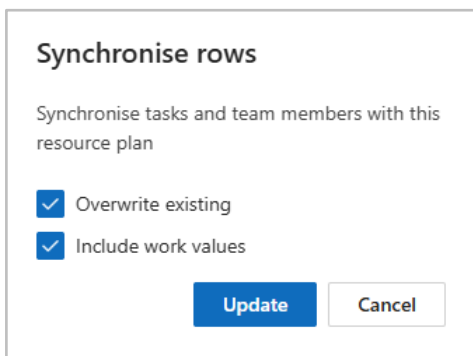 Synchronise rows
Synchronise tasks and team members with this
resource plan
Overwrite existing
Include work values
Update Cancel